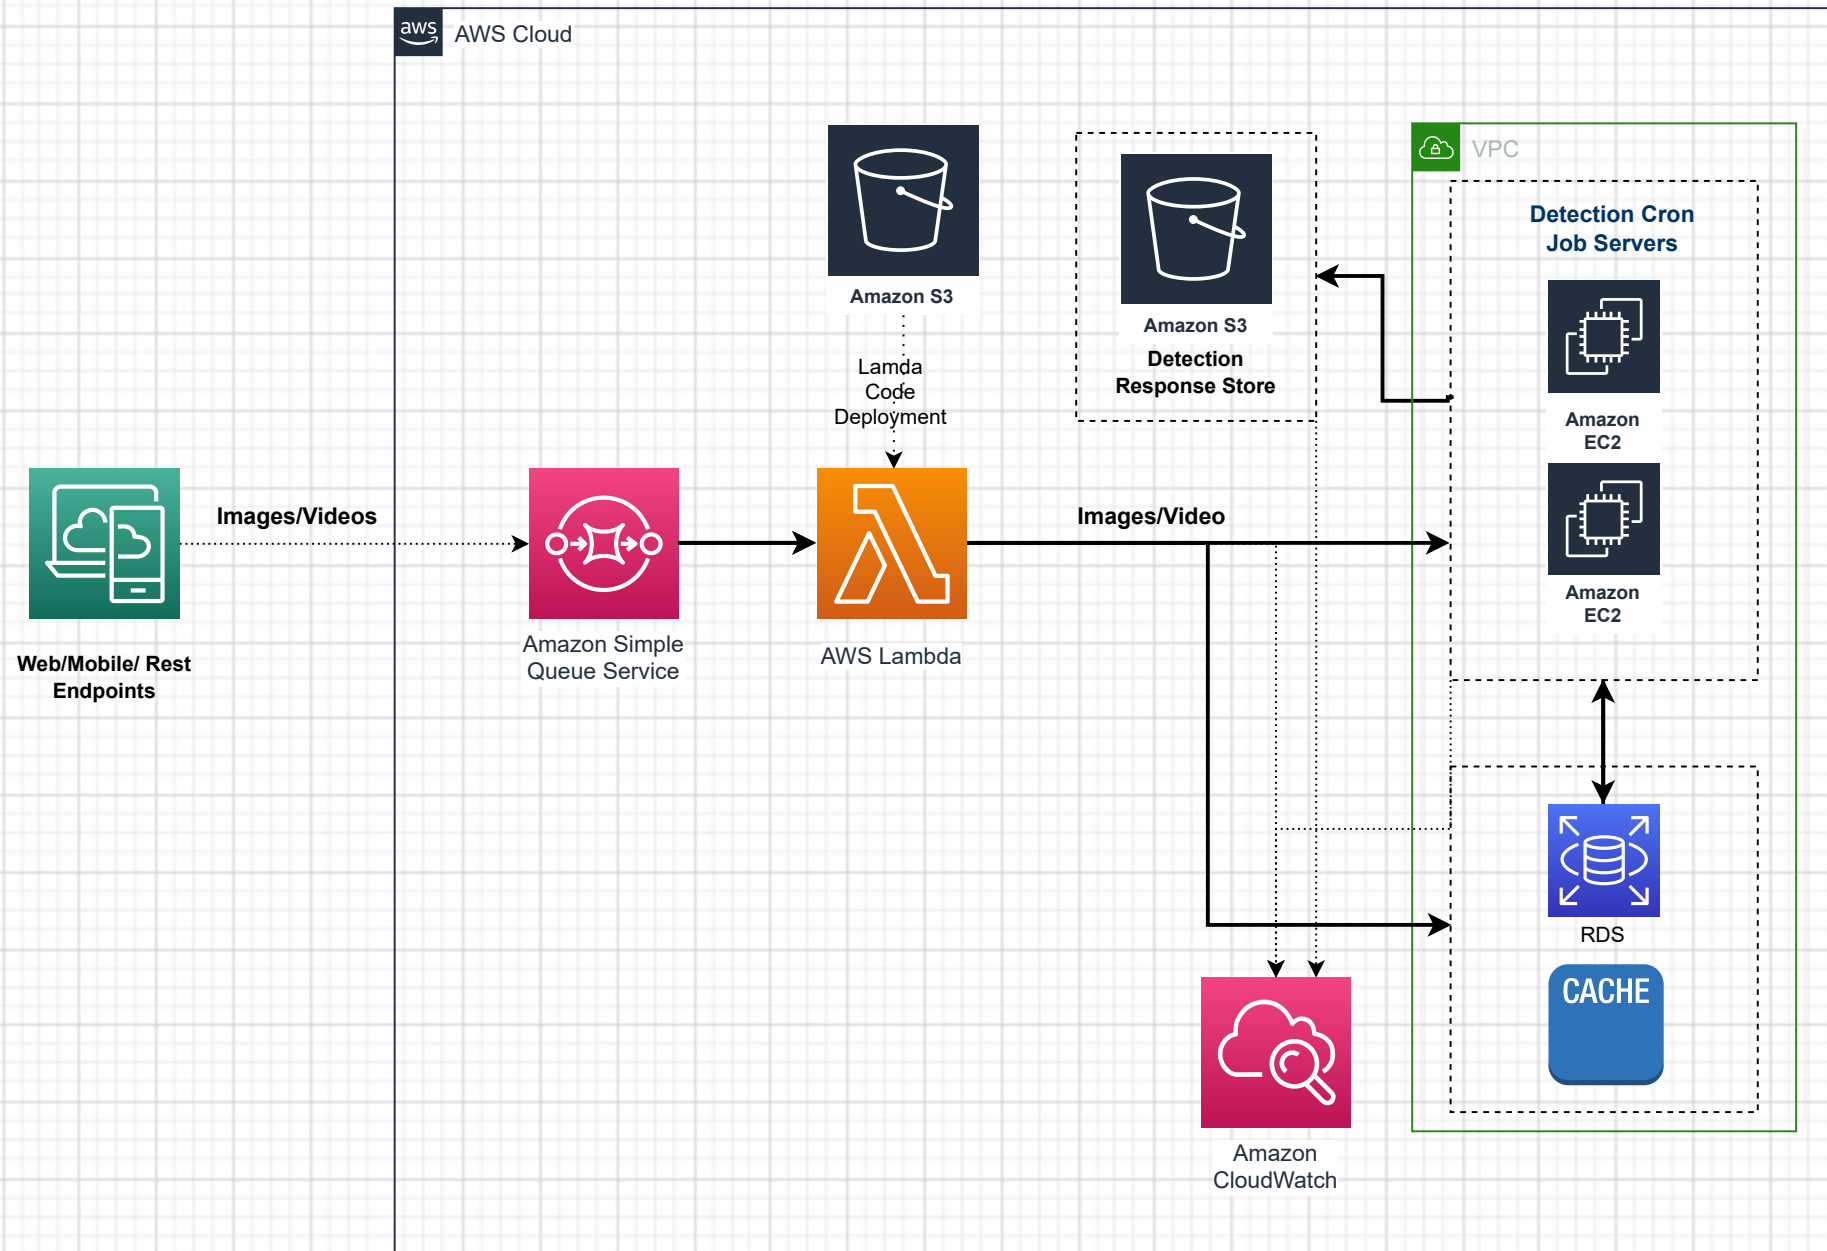 aws
AWS Cloud
VPC
Detection Cron
Job Servers
Amazon S3
Amazon S3
Detection
Response Store
Lamda
Code
Deployment
Amazon
EC2
Amazon
EC2
Images/Videos
Images/Video
Web/Mobile/ Rest
Endpoints
Amazon Simple
Queue Service
AWS Lambda
RDS
CACHE
Amazon
CloudWatch